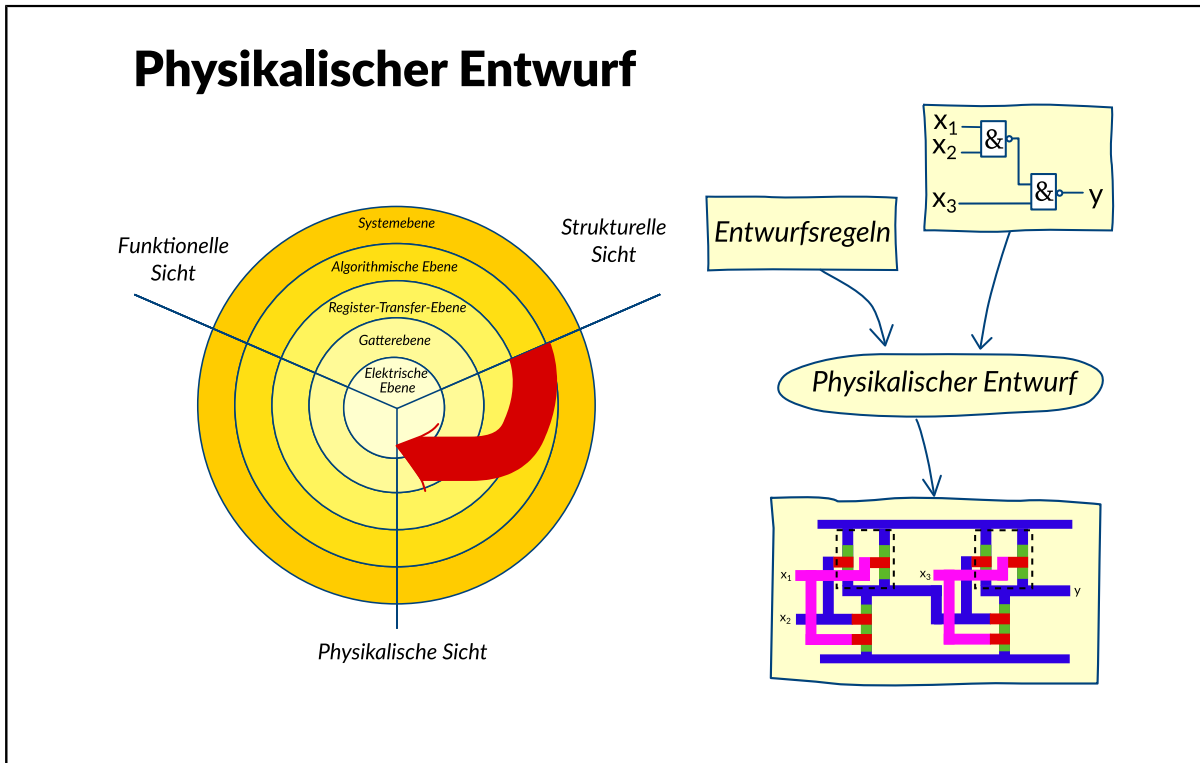 Physikalischer Entwurf
Funktionelle
Sicht
Systemebene
Algorithmische Ebene
Register-Transfer-Ebene
Gatterebene
Elektrische
Ebene
Strukturelle
Sicht
Physikalische Sicht
Entwurfsregeln
x₁
x₂
&
x₃
&
y
Physikalischer Entwurf
x₁
x₂
x₃
y